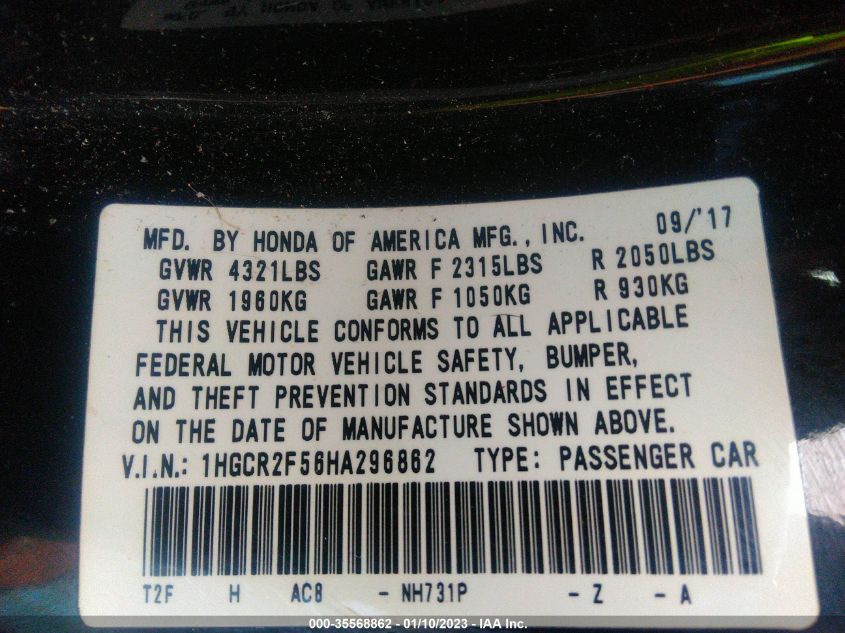 MFD. BY HONDA OF AMERICA MFG., INC. 09/'17
GVWR 4321LBS GAWR F 2315LBS R 2050LBS
GVWR 1960KG GAWR F 1050KG R 930KG
THIS VEHICLE CONFORMS TO ALL APPLICABLE
FEDERAL MOTOR VEHICLE SAFETY, BUMPER,
AND THEFT PREVENTION STANDARDS IN EFFECT
ON THE DATE OF MANUFACTURE SHOWN ABOVE.
V.I.N.: 1HGCR2F56HA296862 TYPE: PASSENGER CAR
T2F H AC8 - NH731P - Z - A
000-35568862 - 01/10/2023 - IAA Inc.